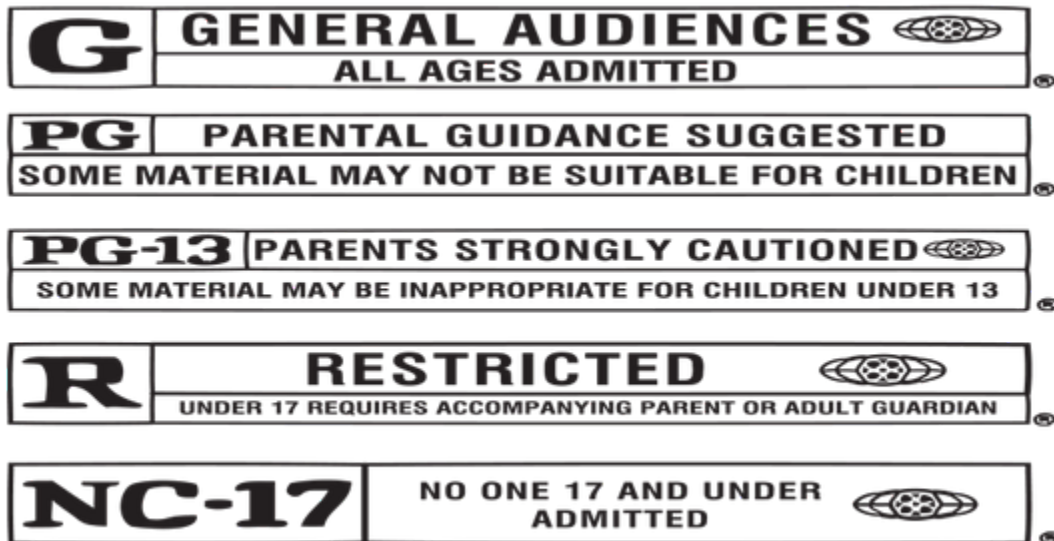 G
GENERAL AUDIENCES
ALL AGES ADMITTED
®
PG
PARENTAL GUIDANCE SUGGESTED
SOME MATERIAL MAY NOT BE SUITABLE FOR CHILDREN
®
PG-13
PARENTS STRONGLY CAUTIONED
SOME MATERIAL MAY BE INAPPROPRIATE FOR CHILDREN UNDER 13
®
R
RESTRICTED
UNDER 17 REQUIRES ACCOMPANYING PARENT OR ADULT GUARDIAN
®
NC-17
NO ONE 17 AND UNDER
ADMITTED
®